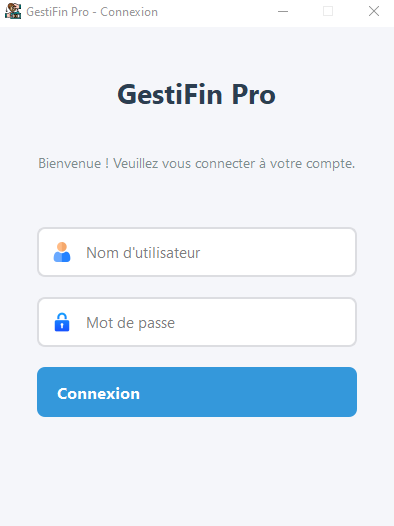 GestiFin Pro - Connexion
GestiFin Pro
Bienvenue ! Veuillez vous connecter à votre compte.
Nom d'utilisateur
Mot de passe
Connexion